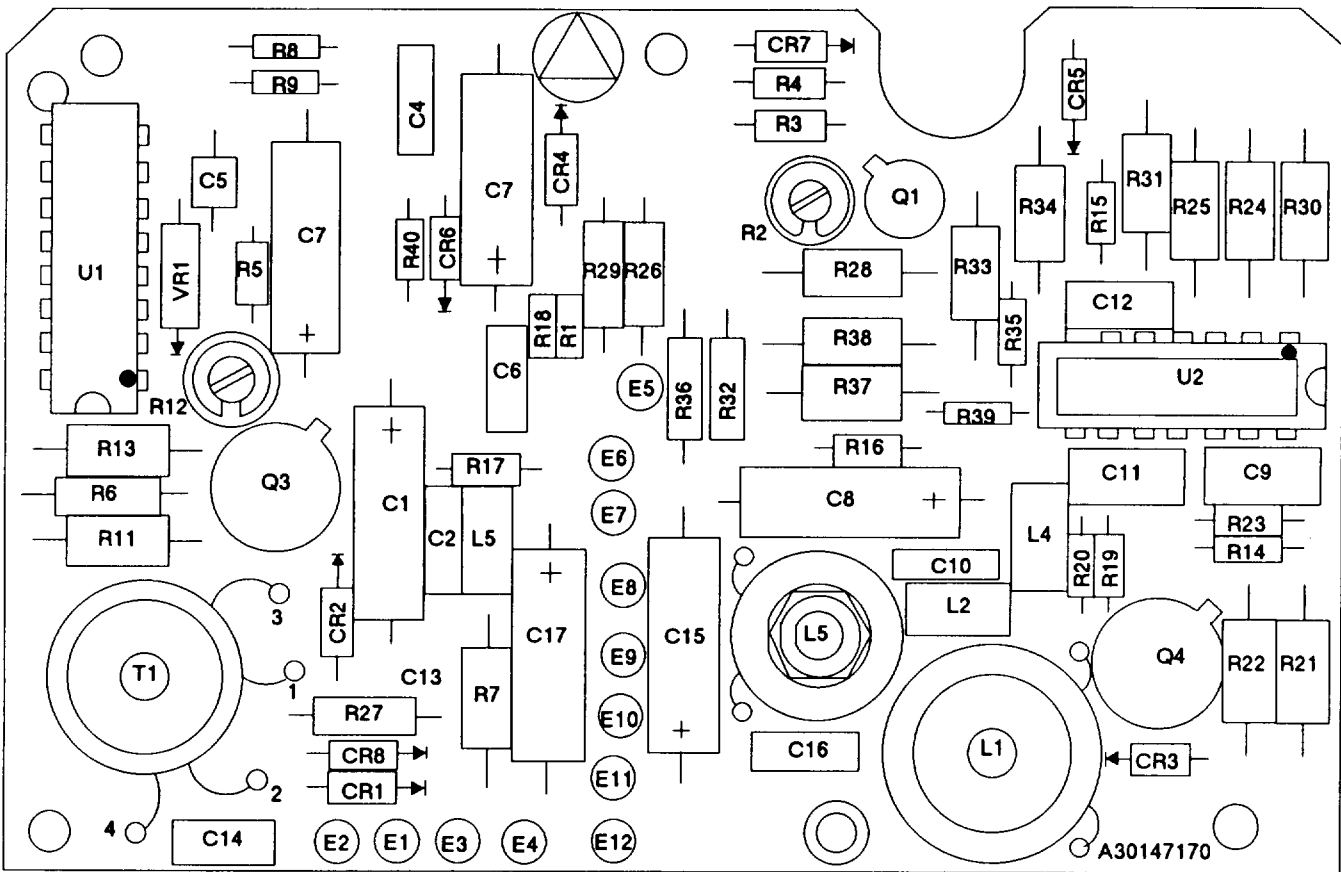 R8
CR7
R9
R4
CR5
C4
R3
U1
C5
C7
C7
CR4
R2
Q1
R34
R15
R31
R25
R24
R30
VR1
R5
R40
CR6
R29
R26
R28
R33
R18
R1
R38
R35
C12
R12
C6
E5
R36
R32
R37
R39
U2
R13
Q3
R17
E6
R16
R6
C1
C8
C11
C9
R11
C2
L5
E7
L4
R23
R14
3
CR2
E8
C10
R20
R19
T1
1
C17
E9
C15
L5
L2
Q4
R22
R21
C13
R7
R27
E10
CR8
C16
L1
CR3
2
CR1
E11
4
C14
E2
E1
E3
E4
E12
A30147170
+
+
+
+
+
+